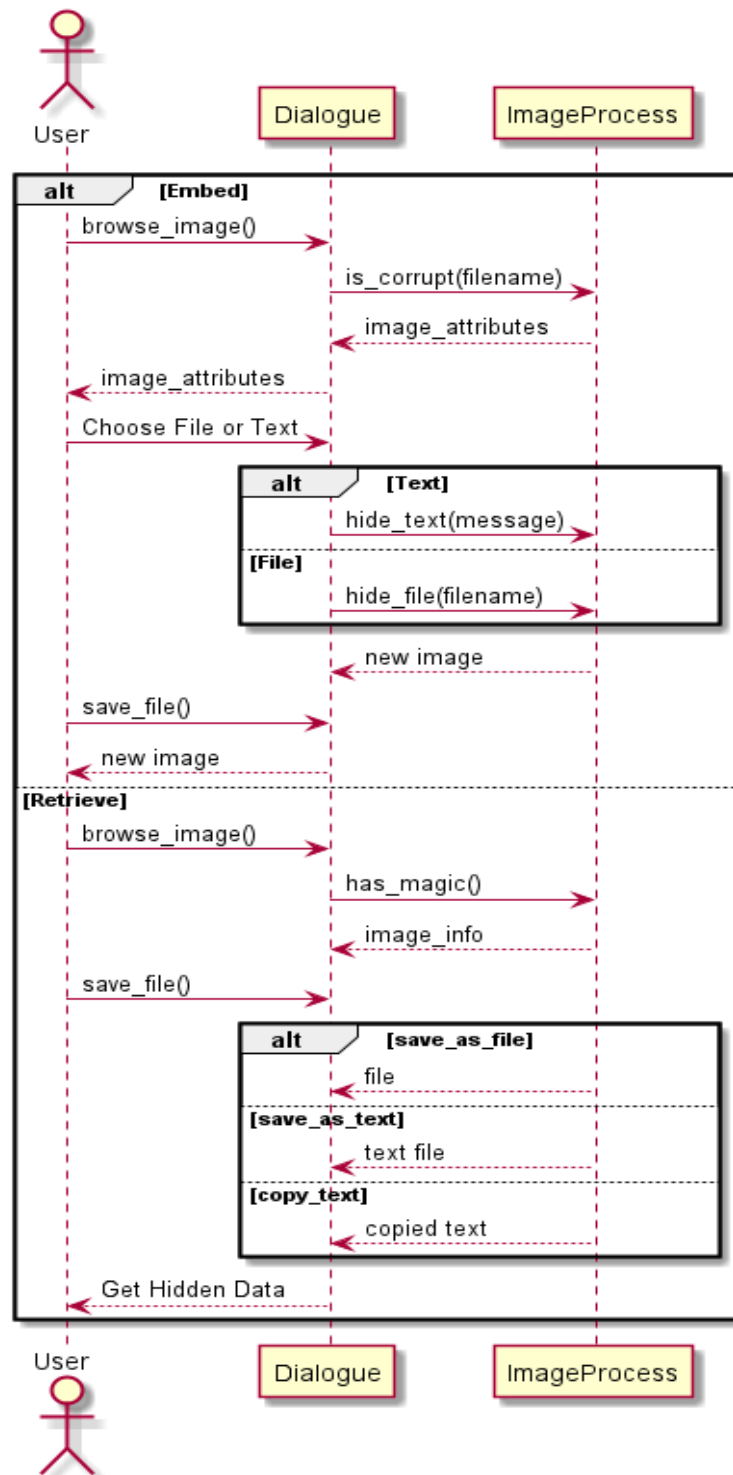 User
Dialogue
ImageProcess
alt [Embed]
browse_image()
is_corrupt(filename)
image_attributes
image_attributes
Choose File or Text
alt [Text]
hide_text(message)
[File]
hide_file(filename)
new image
save_file()
new image
[Retrieve]
browse_image()
has_magic()
image_info
save_file()
alt [save_as_file]
file
[save_as_text]
text file
[copy_text]
copied text
Get Hidden Data
User
Dialogue
ImageProcess